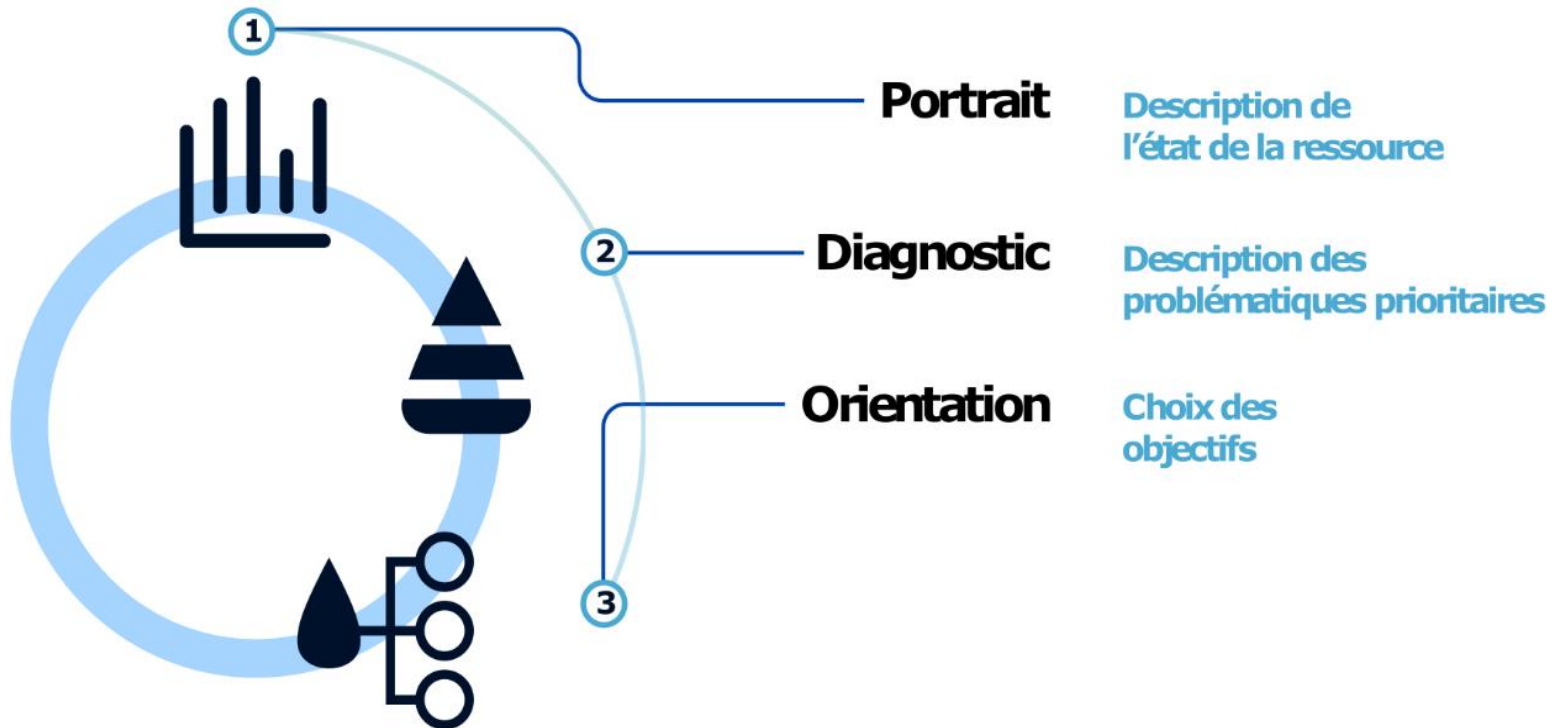 1
Portrait
Description de
l'état de la ressource
2
Diagnostic
Description des
problématiques prioritaires
Orientation
Choix des
objectifs
3